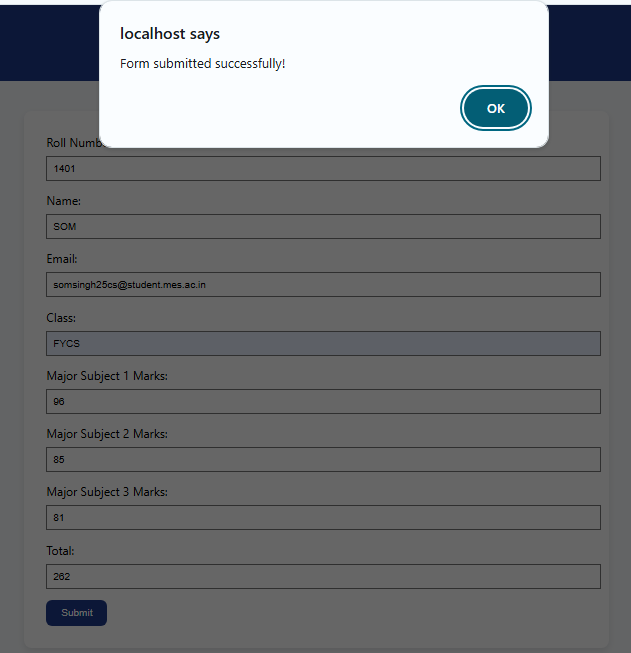 localhost says
Form submitted successfully!
OK
Roll Numb
1401
Name:
SOM
Email:
somsingh25cs@student.mes.ac.in
Class:
FYCS
Major Subject 1 Marks:
96
Major Subject 2 Marks:
85
Major Subject 3 Marks:
81
Total:
262
Submit